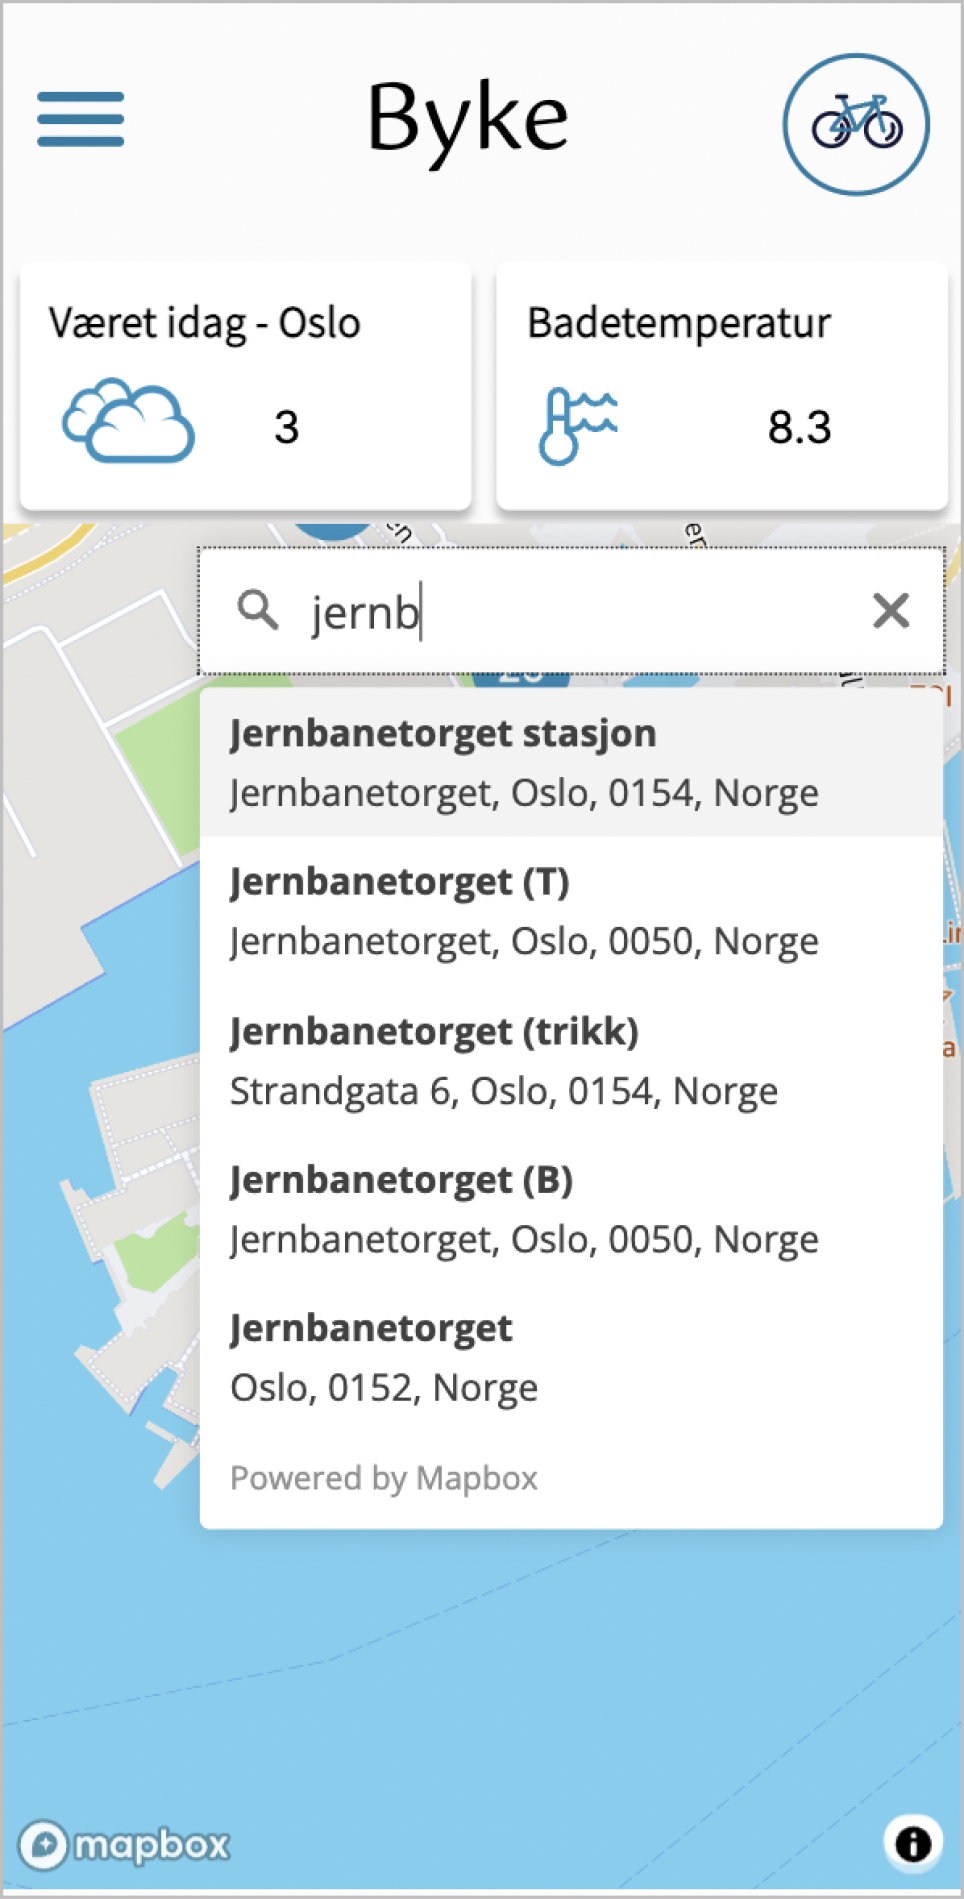 Byke
Været idag - Oslo
Badetemperatur
3
8.3
jernb
Jernbanetorget stasjon
Jernbanetorget, Oslo, 0154, Norge
Jernbanetorget (T)
Jernbanetorget, Oslo, 0050, Norge
Jernbanetorget (trikk)
Strandgata 6, Oslo, 0154, Norge
Jernbanetorget (B)
Jernbanetorget, Oslo, 0050, Norge
Jernbanetorget
Oslo, 0152, Norge
Powered by Mapbox
mapbox